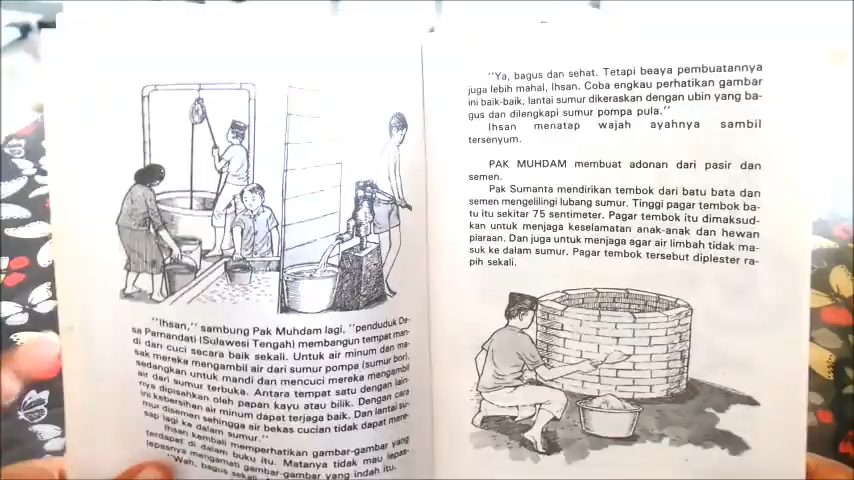 "Ihsan," sambung Pak Muhdam lagi, "penduduk De-
sa Pamandati (Sulawesi Tengah) membangun tempat man-
di dan cuci secara baik sekali. Untuk air minum dan ma-
sak mereka mengambil air dari sumur pompa (sumur bor).
sedangkan untuk mandi dan mencuci mereka mengambil
air dari sumur terbuka. Antara tempat satu dengan lain-
nya dipisah oleh papan kayu atau bilik. Dengan cara
ini kebersihan air minum dapat terjaga baik. Dan lantai su-
mur disemen agar air bekas cucian tidak dapat mere-
sap lagi ke dalam sumur."
Ihsan kembali memperhatikan gambar-gambar yang
terdapat di dalam buku itu. Matanya tidak mau lepas-
lepasnya mengamati gambar-gambar yang indah itu.
"Wah, bagus sekali
"Ya, bagus dan sehat. Tetapi beaya pembuatannya
juga lebih mahal, Ihsan. Coba engkau perhatikan gambar
ini baik-baik, lantai sumur dikeraskan dengan ubin yang ba-
gus dan dilengkapi sumur pompa pula."
Ihsan menatap wajah ayahnya sambil
tersenyum.
PAK MUHDAM membuat adonan dari pasir dan
semen.
Pak Sumanta mendirikan tembok dari batu bata dan
semen mengelilingi lubang sumur. Tinggi pagar tembok ba-
tu itu sekitar 75 sentimeter. Pagar tembok itu dimaksud-
kan untuk menjaga keselamatan anak-anak dan hewan
piaraan. Dan juga untuk menjaga agar air limbah tidak ma-
suk ke dalam sumur. Pagar tembok tersebut diplester ra-
pih sekali.